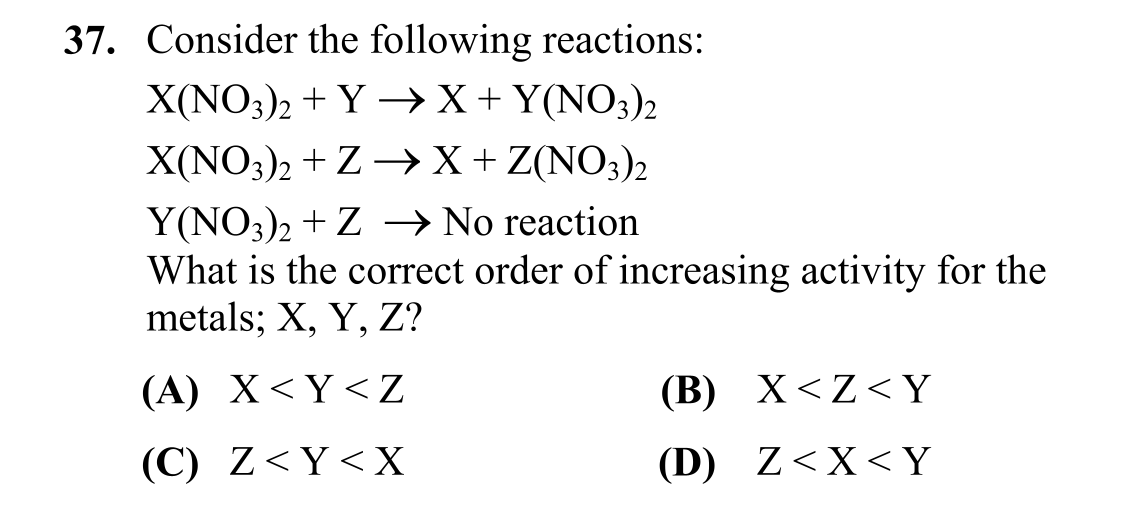 37. Consider the following reactions:
X(NO₃)₂ + Y → X + Y(NO₃)₂
X(NO₃)₂ + Z → X + Z(NO₃)₂
Y(NO₃)₂ + Z → No reaction
What is the correct order of increasing activity for the
metals; X, Y, Z?
(A) X < Y < Z (B) X < Z < Y
(C) Z < Y < X (D) Z < X < Y